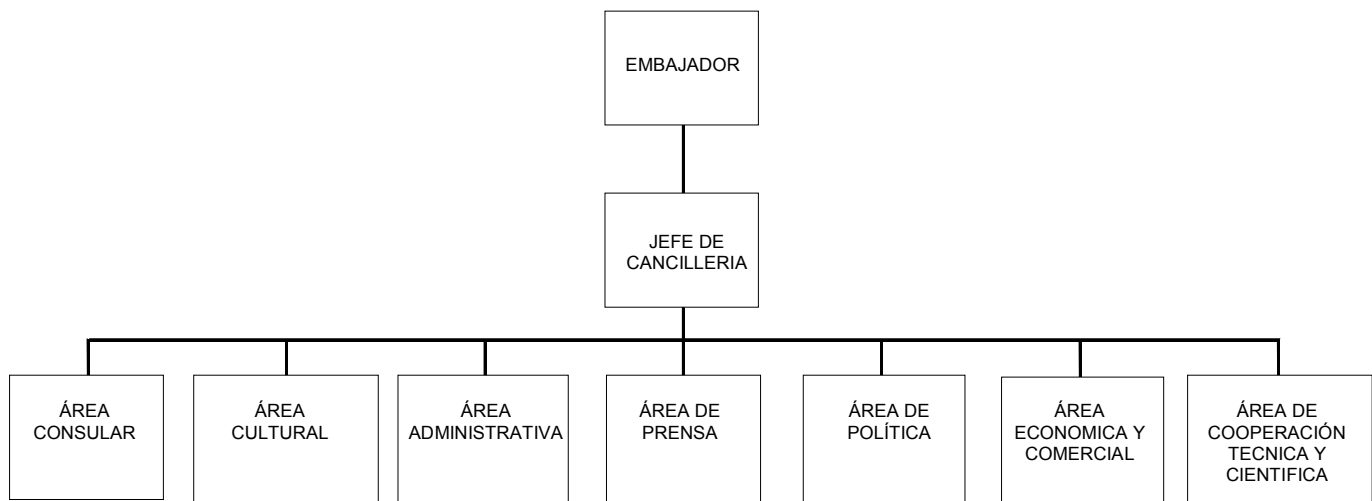 EMBAJADOR
JEFE DE
CANCILLERIA
ÁREA
CONSULAR
ÁREA
CULTURAL
ÁREA
ADMINISTRATIVA
ÁREA DE
PRENSA
ÁREA DE
POLÍTICA
ÁREA
ECONOMICA Y
COMERCIAL
ÁREA DE
COOPERACIÓN
TECNICA Y
CIENTIFICA